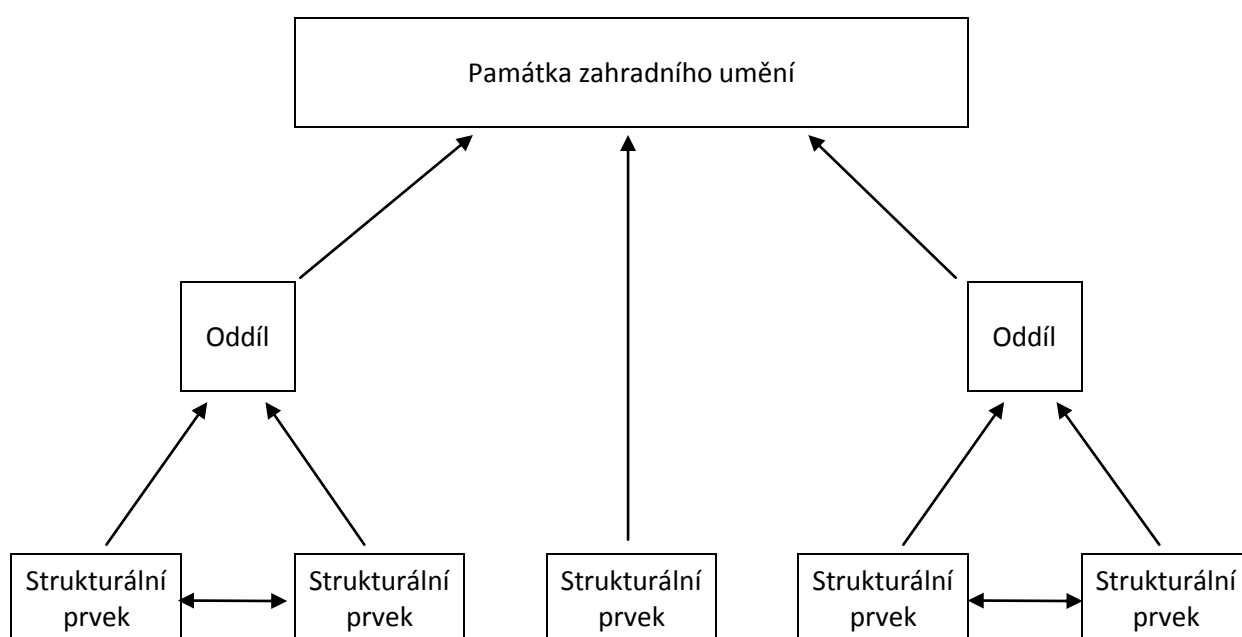 Památka zahradního umění
Oddíl
Oddíl
Strukturální
prvek
Strukturální
prvek
Strukturální
prvek
Strukturální
prvek
Strukturální
prvek